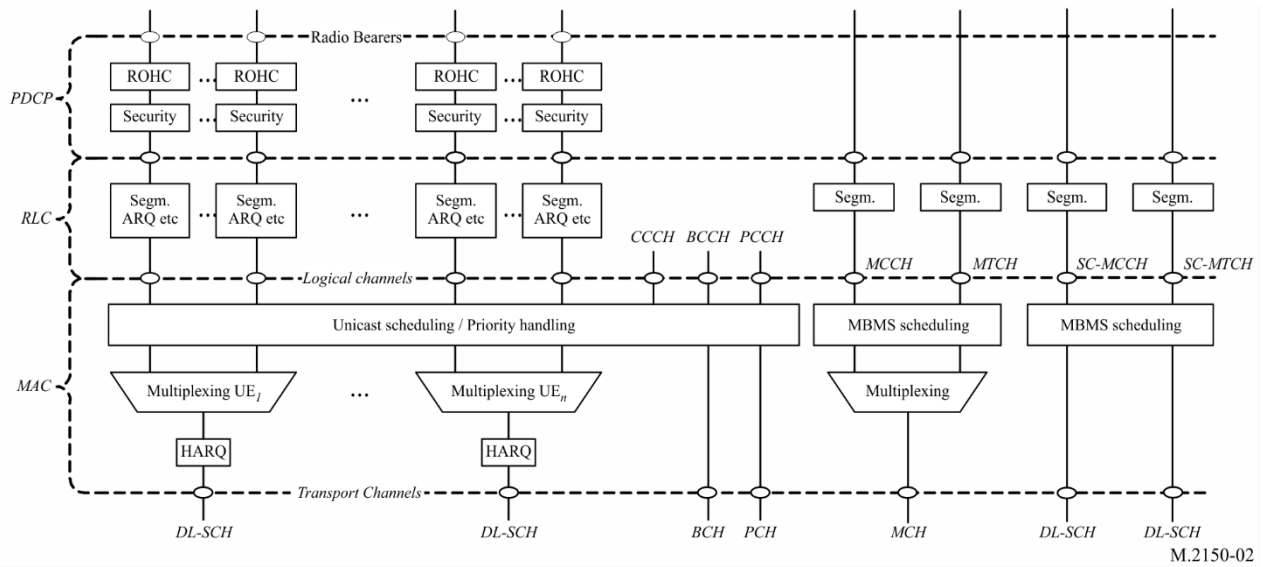 Radio Bearers
ROHC ... ROHC ROHC ... ROHC
PDCP
...
Security ... Security Security ... Security
Segm. ARQ etc ... Segm. ARQ etc ... Segm. ARQ etc ... Segm. ARQ etc
Segm. Segm. Segm. Segm.
RLC
CCCH BCCH PCCH
MCCH MTCH SC-MCCH SC-MTCH
Logical channels
Unicast scheduling / Priority handling MBMS scheduling MBMS scheduling
MAC
Multiplexing UE1 ... Multiplexing UEn Multiplexing
HARQ HARQ
Transport Channels
DL-SCH DL-SCH BCH PCH MCH DL-SCH DL-SCH
M.2150-02